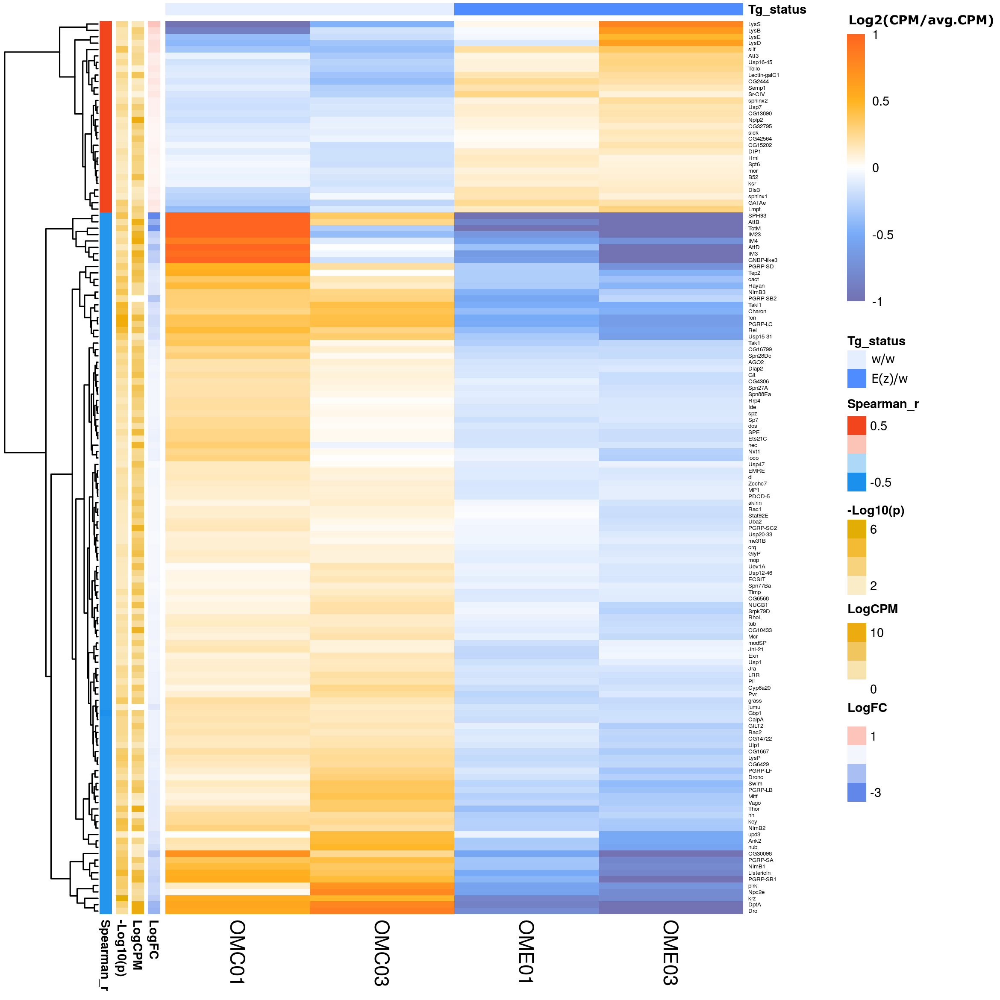 Tg_status
LysS
LysB
LysE
LysD
slif
Atf3
Usp16-45
Tollo
Lectin-galC1
CG2444
Semp1
Sr-CIV
sphinx2
Usp7
CG13890
Nplp2
CG32795
sick
CG42564
CG15202
DIP1
Hml
Spt6
mor
B52
ksr
Dis3
sphinx1
GATAe
Lmpt
SPH93
AttB
TotM
IM23
IM4
AttD
IM3
GNBP-like3
PGRP-SD
Tep2
cact
Hayan
NimB3
PGRP-SB2
Takl1
Charon
fon
PGRP-LC
Rel
Usp15-31
Tak1
CG16799
Spn28Dc
AGO2
Diap2
Glt
CG4306
Spn27A
Spn88Ea
Rrp4
Ide
spz
Sp7
dos
SPE
Ets21C
nec
Nxt1
loco
Usp47
EMRE
dl
Zcchc7
MP1
PDCD-5
akirin
Rac1
Stat92E
Uba2
PGRP-SC2
Usp20-33
me31B
crq
GlyP
mop
Uev1A
Usp12-46
ECSIT
Spn77Ba
Timp
CG6568
NUCB1
Srpk79D
RhoL
tub
CG10433
Mcr
modSP
JhI-21
Exn
Usp1
Jra
LRR
Pli
Cyp6a20
Pvr
grass
jumu
Gbp1
CalpA
GILT2
Rac2
CG14722
Ulp1
CG1667
LysP
CG6429
PGRP-LF
Dronc
Swim
PGRP-LB
Mitf
Vago
Thor
hh
key
NimB2
upd3
Ank2
nub
CG30098
PGRP-SA
NimB1
Listericin
PGRP-SB1
pirk
Npc2e
krz
DptA
Dro
Spearman_r
-Log10(p)
LogCPM
LogFC
OMC01
OMC03
OME01
OME03
Log2(CPM/avg.CPM)
1
0.5
0
-0.5
-1
Tg_status
w/w
E(z)/w
Spearman_r
0.5
-0.5
-Log10(p)
6
2
LogCPM
10
0
LogFC
1
-3